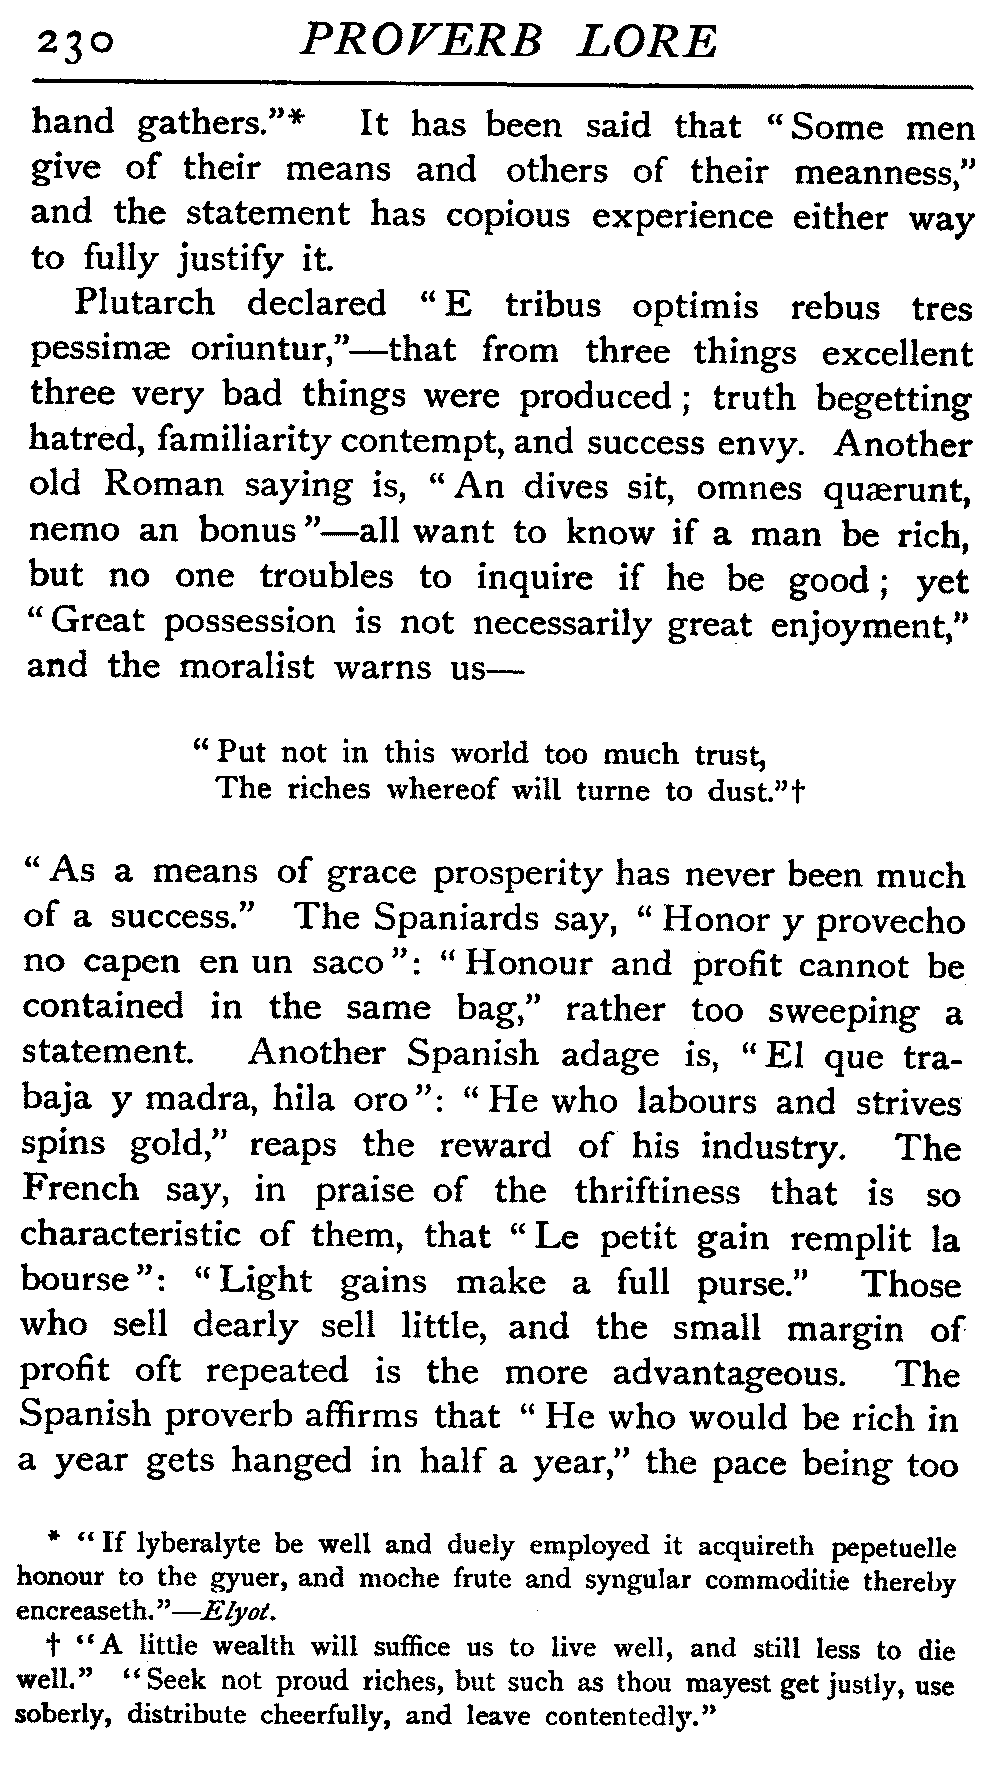 230 PROVERB LORE
hand gathers."* It has been said that "Some men
give of their means and others of their meanness,"
and the statement has copious experience either way
to fully justify it.
Plutarch declared "E tribus optimis rebus tres
pessimæ oriuntur,"—that from three things excellent
three very bad things were produced; truth begetting
hatred, familiarity contempt, and success envy. Another
old Roman saying is, "An dives sit, omnes quærunt,
nemo an bonus"—all want to know if a man be rich,
but no one troubles to inquire if he be good; yet
"Great possession is not necessarily great enjoyment,"
and the moralist warns us—
"Put not in this world too much trust,
The riches whereof will turne to dust."†
"As a means of grace prosperity has never been much
of a success." The Spaniards say, "Honor y provecho
no capen en un saco": "Honour and profit cannot be
contained in the same bag," rather too sweeping a
statement. Another Spanish adage is, "El que tra-
baja y madra, hila oro": "He who labours and strives
spins gold," reaps the reward of his industry. The
French say, in praise of the thriftiness that is so
characteristic of them, that "Le petit gain remplit la
bourse": "Light gains make a full purse." Those
who sell dearly sell little, and the small margin of
profit oft repeated is the more advantageous. The
Spanish proverb affirms that "He who would be rich in
a year gets hanged in half a year," the pace being too
* "If lyberalyte be well and duely employed it acquireth pepetuelle
honour to the gyuer, and moche frute and syngular commoditie thereby
encreaseth."—Elyot.
† "A little wealth will suffice us to live well, and still less to die
well." "Seek not proud riches, but such as thou mayest get justly, use
soberly, distribute cheerfully, and leave contentedly."